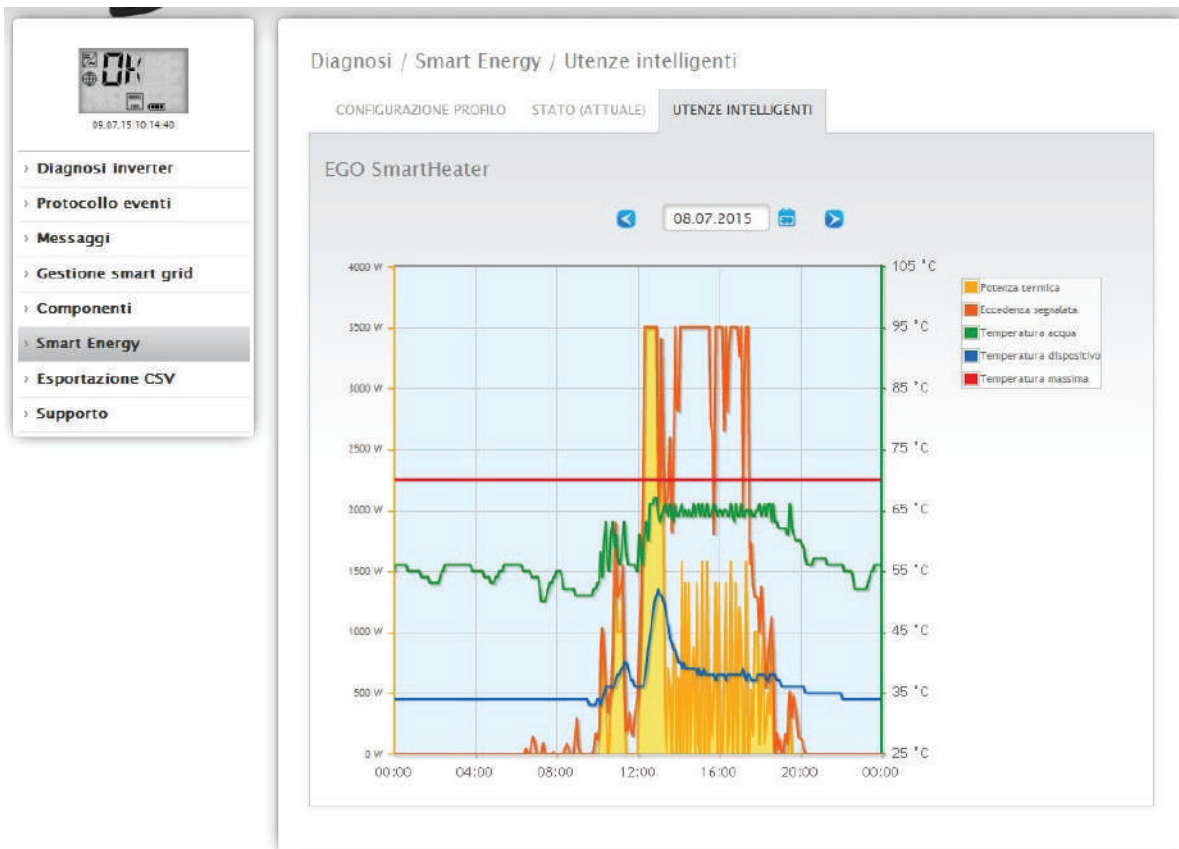 OK
09.07.15 10:14:40
› Diagnosi inverter
› Protocollo eventi
› Messaggi
› Gestione smart grid
› Componenti
› Smart Energy
› Esportazione CSV
› Supporto
Diagnosi / Smart Energy / Utenze intelligenti
CONFIGURAZIONE PROFILO STATO (ATTUALE) UTENZE INTELLIGENTI
EGO SmartHeater
08.07.2015
4000 W 105 °C
3500 W 95 °C
3000 W 85 °C
2500 W 75 °C
2000 W 65 °C
1500 W 55 °C
1000 W 45 °C
500 W 35 °C
0 W 25 °C
00:00 04:00 08:00 12:00 16:00 20:00 00:00
Potenza termica
Eccedenza segnalata
Temperatura acqua
Temperatura dispositivo
Temperatura massima